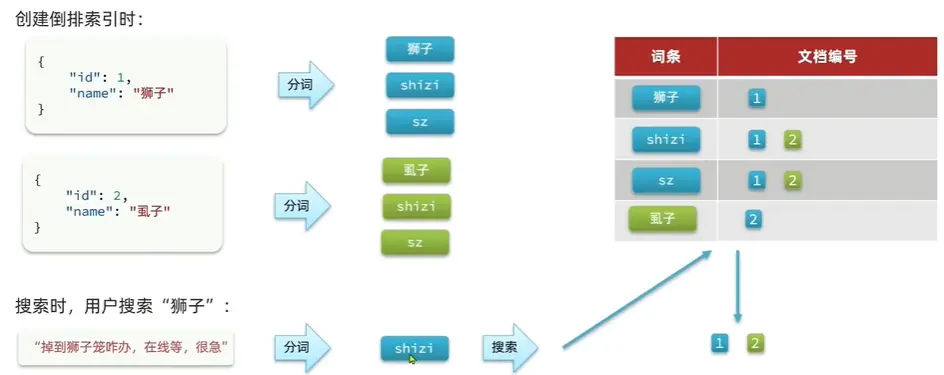 创建倒排索引时：
{
"id": 1,
"name": "狮子"
}
分词
狮子
shizi
sz
{
"id": 2,
"name": "虱子"
}
分词
虱子
shizi
sz
词条 文档编号
狮子 1
shizi 1 2
sz 1 2
虱子 2
搜索时，用户搜索“狮子”：
“掉到狮子笼咋办，在线等，很急”
分词
shizi
搜索
1 2